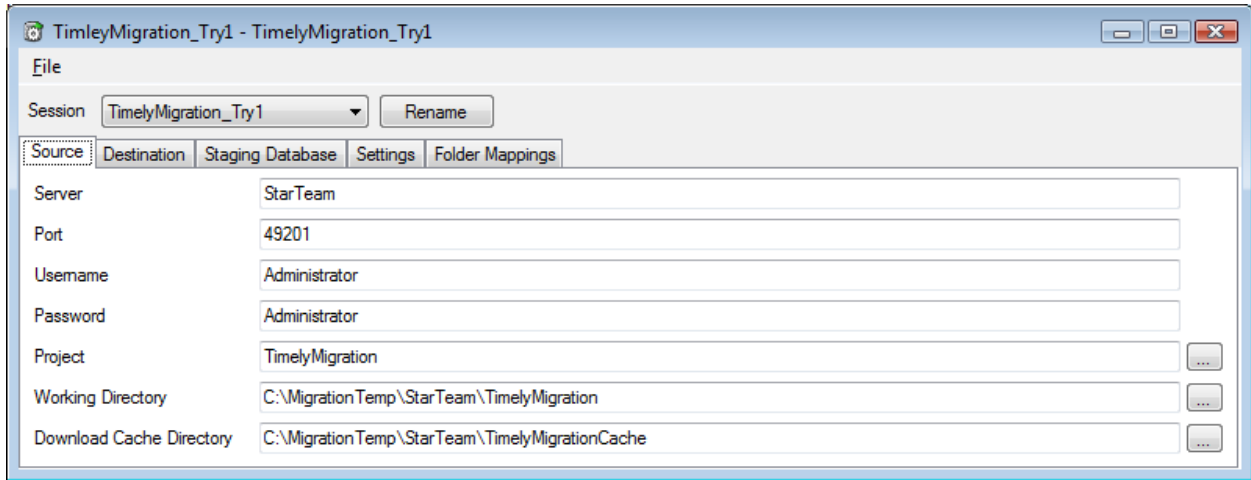 TimleyMigration_Try1 - TimelyMigration_Try1
File
Session TimelyMigration_Try1 Rename
Source Destination Staging Database Settings Folder Mappings
Server StarTeam
Port 49201
Username Administrator
Password Administrator
Project TimelyMigration ...
Working Directory C:\MigrationTemp\StarTeam\TimelyMigration ...
Download Cache Directory C:\MigrationTemp\StarTeam\TimelyMigrationCache ...